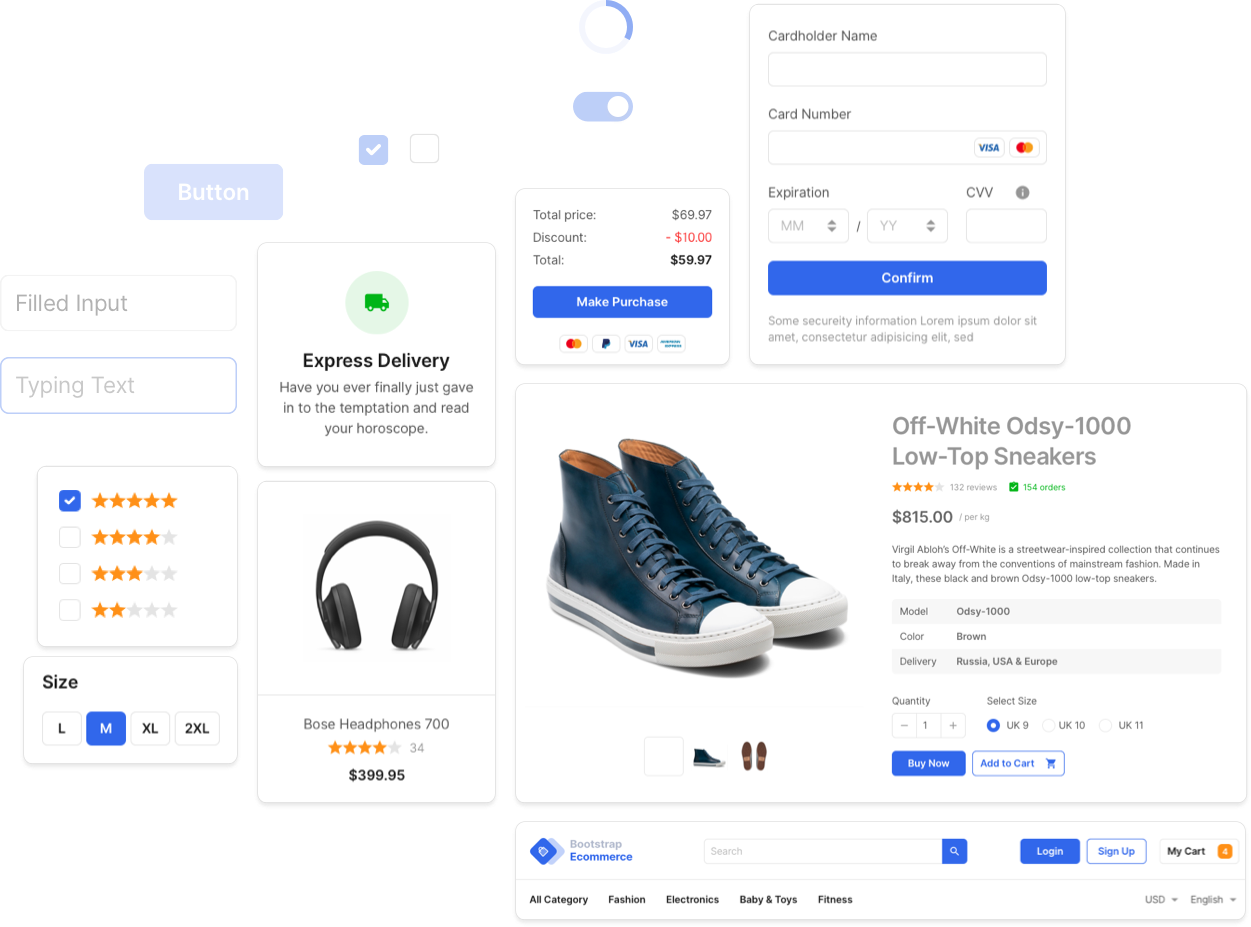 Button
Filled Input
Typing Text
Size
L M XL 2XL
Express Delivery
Have you ever finally just gave
in to the temptation and read
your horoscope.
Bose Headphones 700
34
$399.95
Total price: $69.97
Discount: - $10.00
Total: $59.97
Make Purchase
VISA
AMERICAN EXPRESS
Cardholder Name
Card Number
VISA
Expiration CVV
MM / YY
Confirm
Some secureity information Lorem ipsum dolor sit
amet, consectetur adipisicing elit, sed
Off-White Odsy-1000
Low-Top Sneakers
132 reviews 154 orders
$815.00 / per kg
Virgil Abloh’s Off-White is a streetwear-inspired collection that continues
to break away from the conventions of mainstream fashion. Made in
Italy, these black and brown Odsy-1000 low-top sneakers.
Model Odsy-1000
Color Brown
Delivery Russia, USA & Europe
Quantity Select Size
− 1 + UK 9 UK 10 UK 11
Buy Now Add to Cart
Bootstrap
Ecommerce
Search
Login Sign Up My Cart 4
All Category Fashion Electronics Baby & Toys Fitness USD English